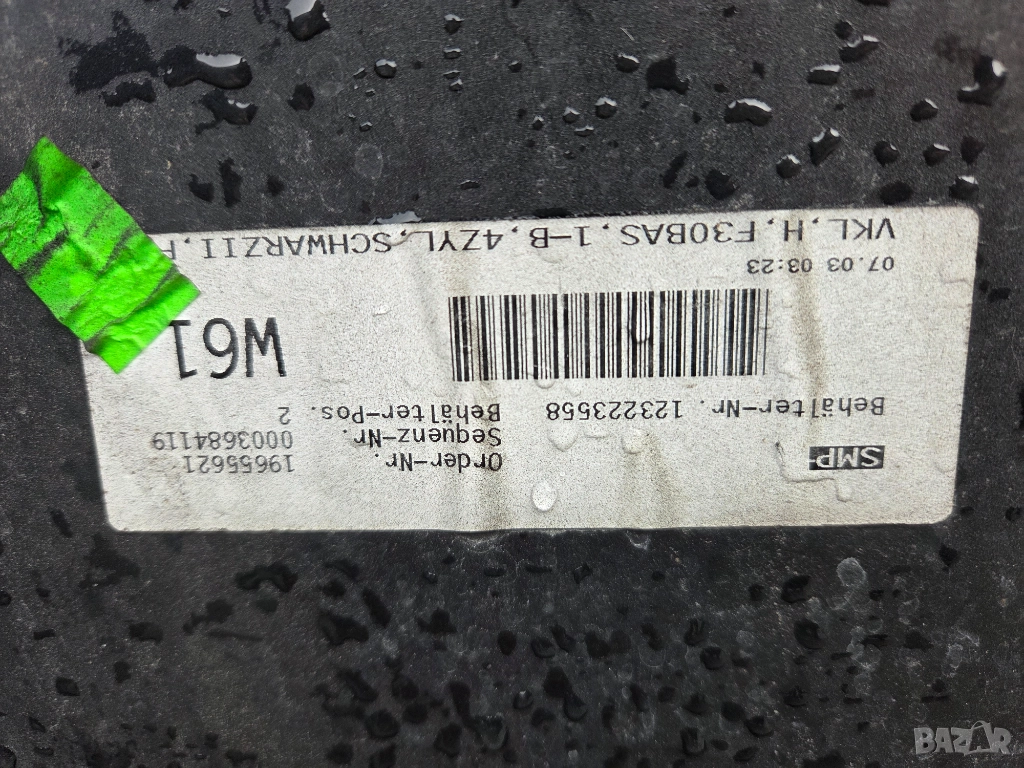 SMP
Order-Nr. 19655621
Sequenz-Nr. 0003684119
Behälter-Nr. 123223558 Behälter-Pos. 2
W61
07.03 03:23
VKL,H,F30BAS,1-B,4ZYL,SCHWARZII,
BAZAR